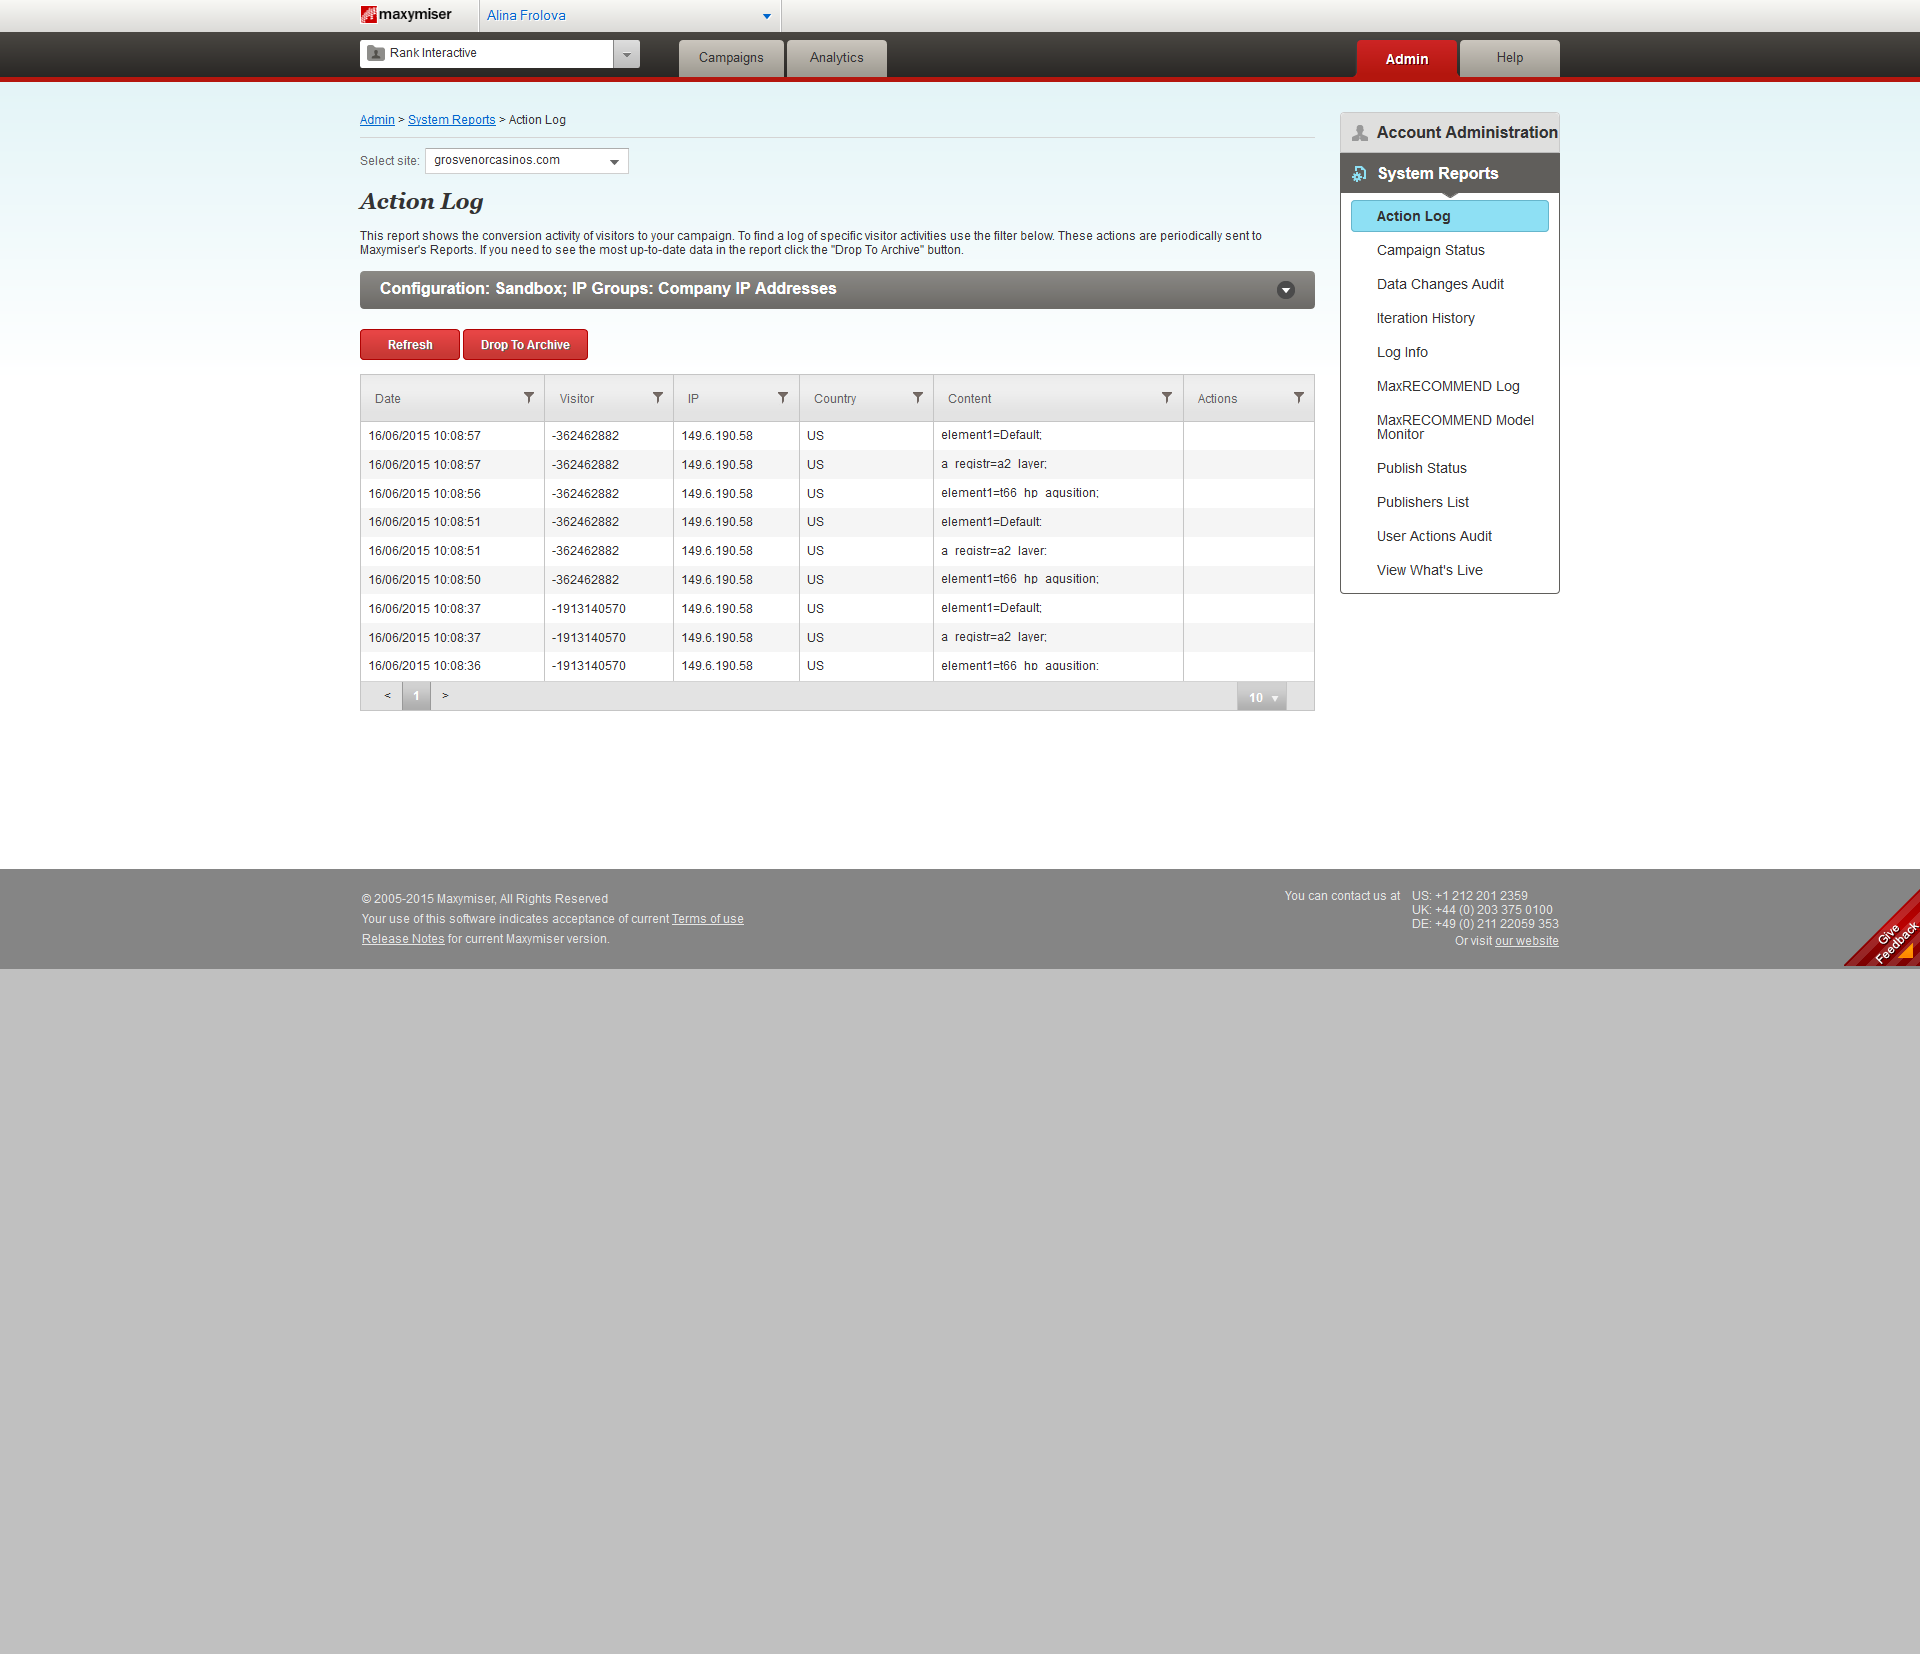 maxymiser
Alina Frolova
Rank Interactive
Campaigns
Analytics
Admin
Help
Admin > System Reports > Action Log
Select site: grosvenorcasinos.com
Action Log
This report shows the conversion activity of visitors to your campaign. To find a log of specific visitor activities use the filter below. These actions are periodically sent to
Maxymiser's Reports. If you need to see the most up-to-date data in the report click the "Drop To Archive" button.
Configuration: Sandbox; IP Groups: Company IP Addresses
Refresh
Drop To Archive
Date Visitor IP Country Content Actions
16/06/2015 10:08:57 -362462882 149.6.190.58 US element1=Default;
16/06/2015 10:08:57 -362462882 149.6.190.58 US a_registr=a2_layer;
16/06/2015 10:08:56 -362462882 149.6.190.58 US element1=t66_hp_aqusition;
16/06/2015 10:08:51 -362462882 149.6.190.58 US element1=Default;
16/06/2015 10:08:51 -362462882 149.6.190.58 US a_registr=a2_layer;
16/06/2015 10:08:50 -362462882 149.6.190.58 US element1=t66_hp_aqusition;
16/06/2015 10:08:37 -1913140570 149.6.190.58 US element1=Default;
16/06/2015 10:08:37 -1913140570 149.6.190.58 US a_registr=a2_layer;
16/06/2015 10:08:36 -1913140570 149.6.190.58 US element1=t66_hp_aqusition;
< 1 > 10
Account Administration
System Reports
Action Log
Campaign Status
Data Changes Audit
Iteration History
Log Info
MaxRECOMMEND Log
MaxRECOMMEND Model
Monitor
Publish Status
Publishers List
User Actions Audit
View What's Live
© 2005-2015 Maxymiser, All Rights Reserved
Your use of this software indicates acceptance of current Terms of use
Release Notes for current Maxymiser version.
You can contact us at US: +1 212 201 2359
UK: +44 (0) 203 375 0100
DE: +49 (0) 211 22059 353
Or visit our website
Give
Feedback